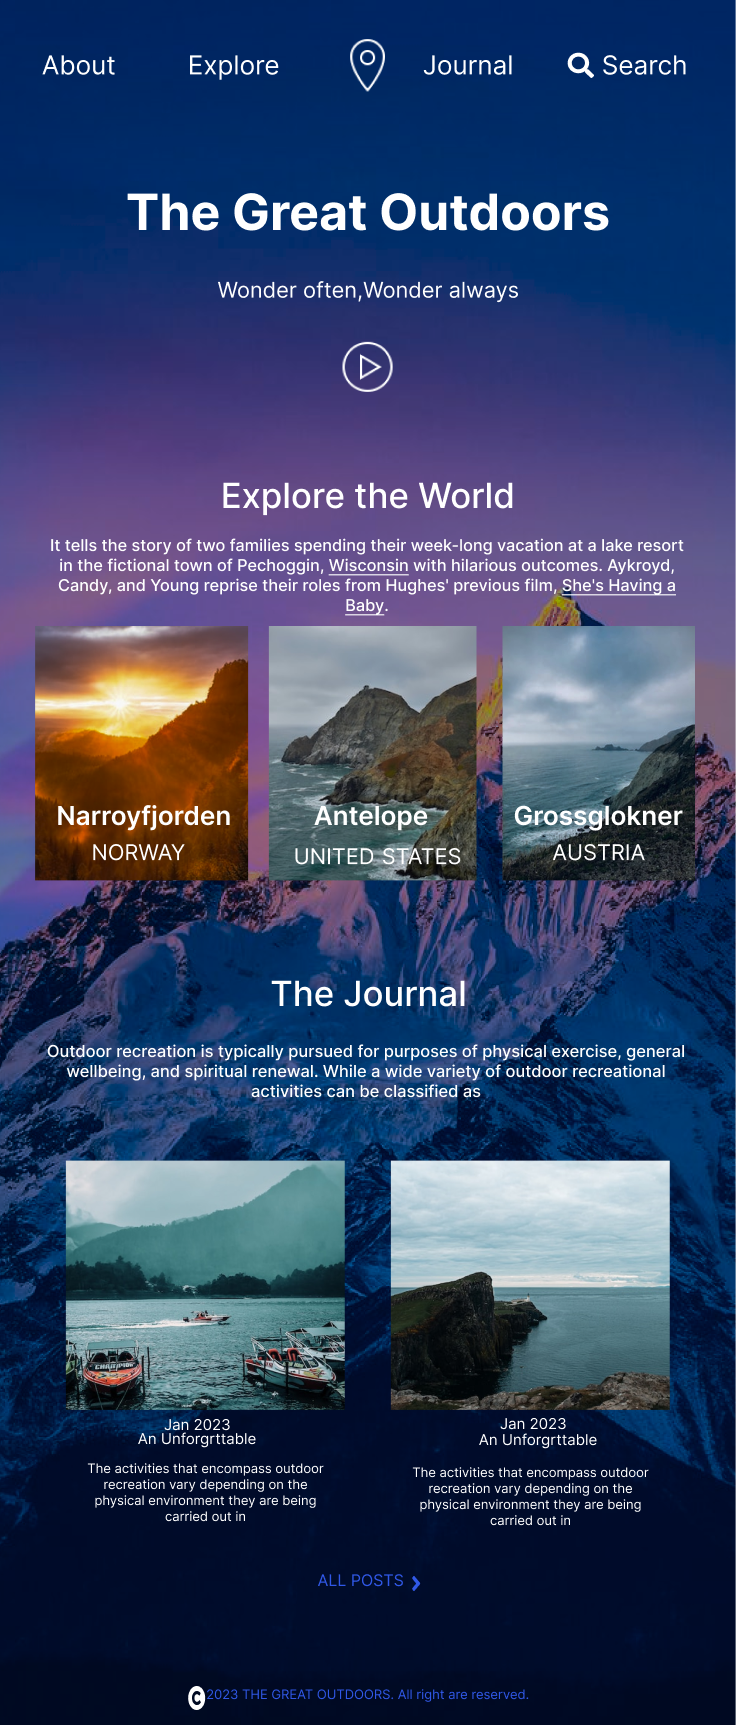 About Explore Journal Search
The Great Outdoors
Wonder often,Wonder always
Explore the World
It tells the story of two families spending their week-long vacation at a lake resort
in the fictional town of Pechoggin, Wisconsin with hilarious outcomes. Aykroyd,
Candy, and Young reprise their roles from Hughes' previous film, She's Having a
Baby.
Narroyfjorden
NORWAY
Antelope
UNITED STATES
Grossglokner
AUSTRIA
The Journal
Outdoor recreation is typically pursued for purposes of physical exercise, general
wellbeing, and spiritual renewal. While a wide variety of outdoor recreational
activities can be classified as
CHAMPION
Jan 2023
An Unforgrttable
The activities that encompass outdoor
recreation vary depending on the
physical environment they are being
carried out in
Jan 2023
An Unforgrttable
The activities that encompass outdoor
recreation vary depending on the
physical environment they are being
carried out in
ALL POSTS
© 2023 THE GREAT OUTDOORS. All right are reserved.